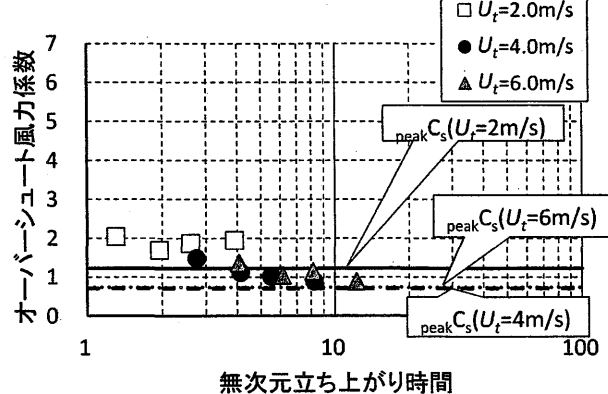 □ Ut=2.0m/s
● Ut=4.0m/s
▲ Ut=6.0m/s
オーバーシュート風力係数
7
6
5
4
3
2
1
0
peakCs(Ut=2m/s)
peakCs(Ut=6m/s)
peakCs(Ut=4m/s)
1 10 100
無次元立ち上がり時間